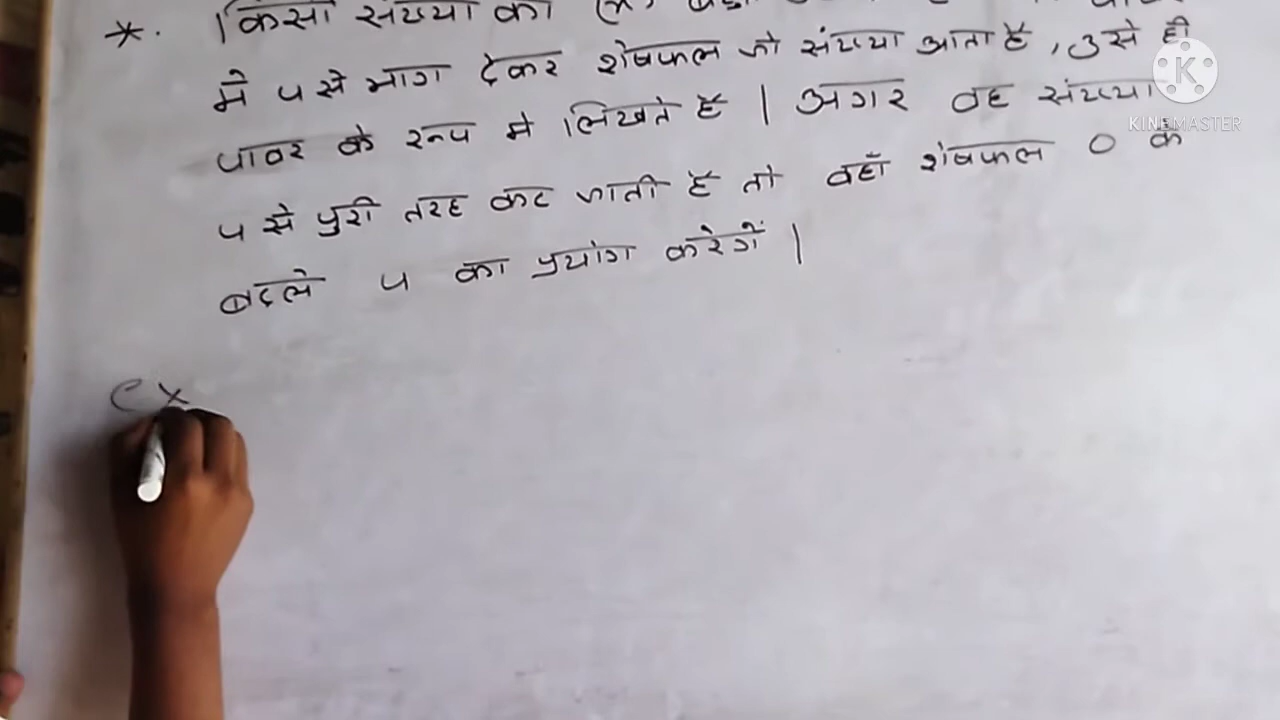 *. किसी संख्या का
मे 4 से भाग देकर शेषफल जो संख्या आता है, उसे ही
पावर के रूप मे लिखते है | अगर वह संख्या
4 से पुरी तरह कट जाती है तो वहाँ शेषफल 0 के
बदले 4 का प्रयोग करेगें |
ex
K
KINEMASTER